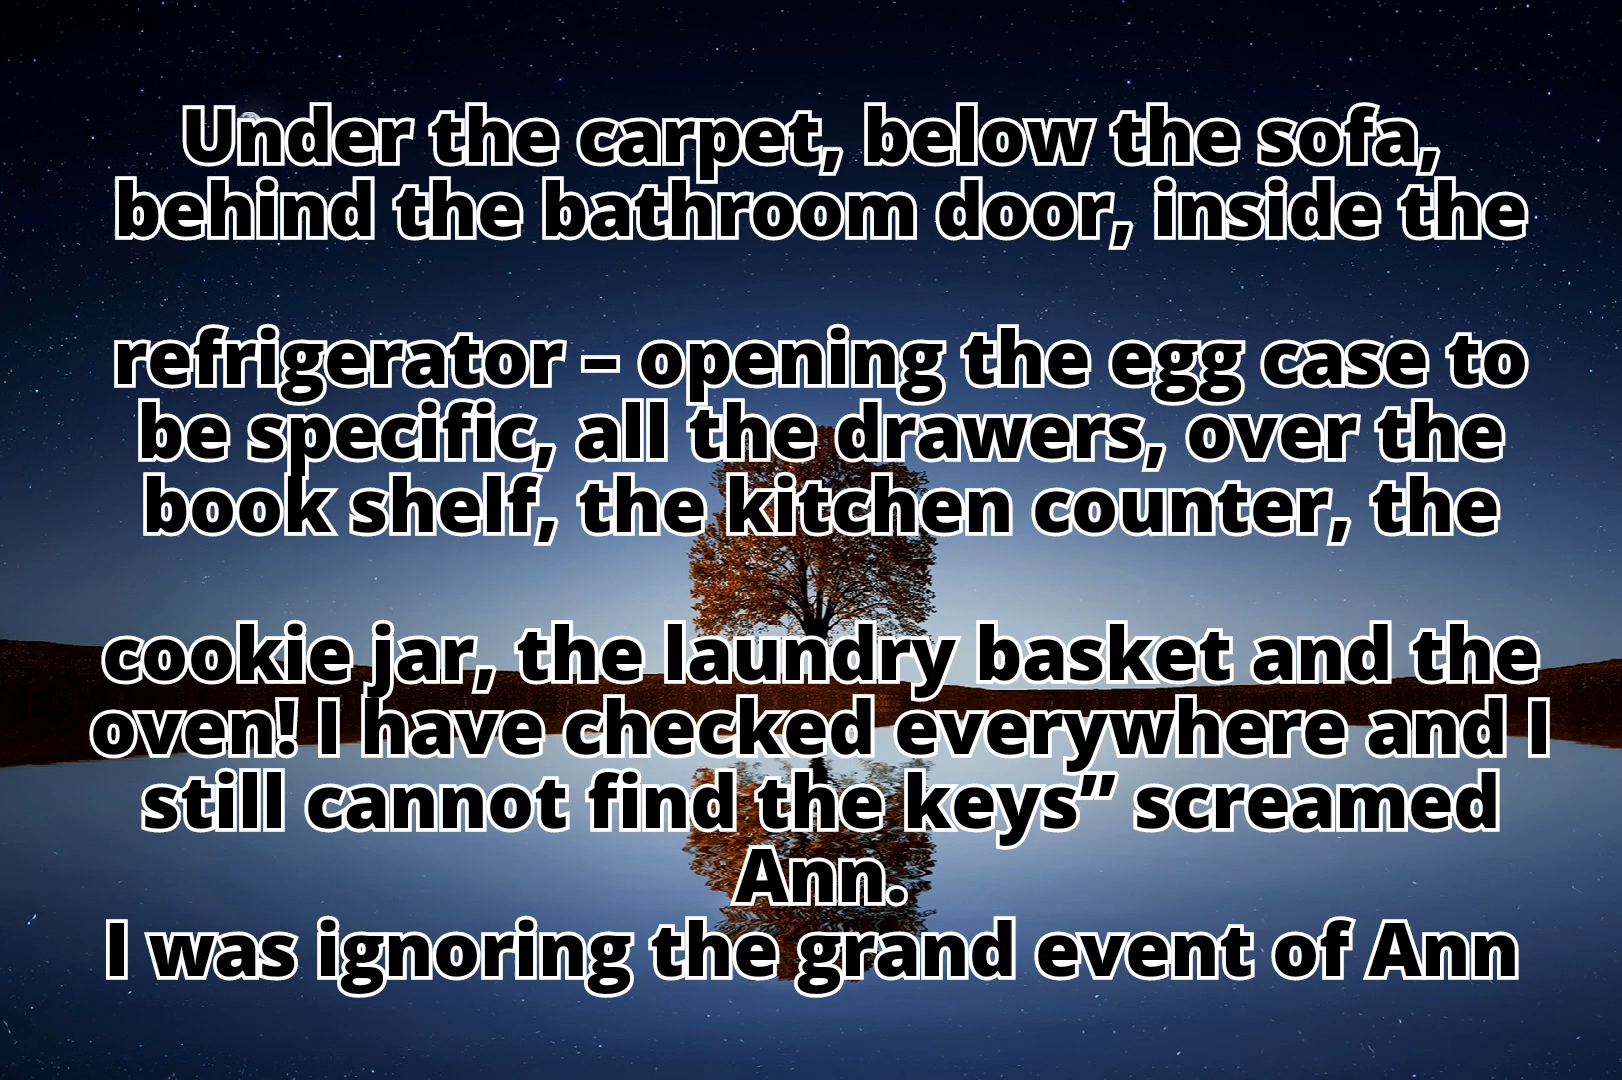 Under the carpet, below the sofa,
behind the bathroom door, inside the
refrigerator – opening the egg case to
be specific, all the drawers, over the
book shelf, the kitchen counter, the
cookie jar, the laundry basket and the
oven! I have checked everywhere and I
still cannot find the keys” screamed
Ann.
I was ignoring the grand event of Ann